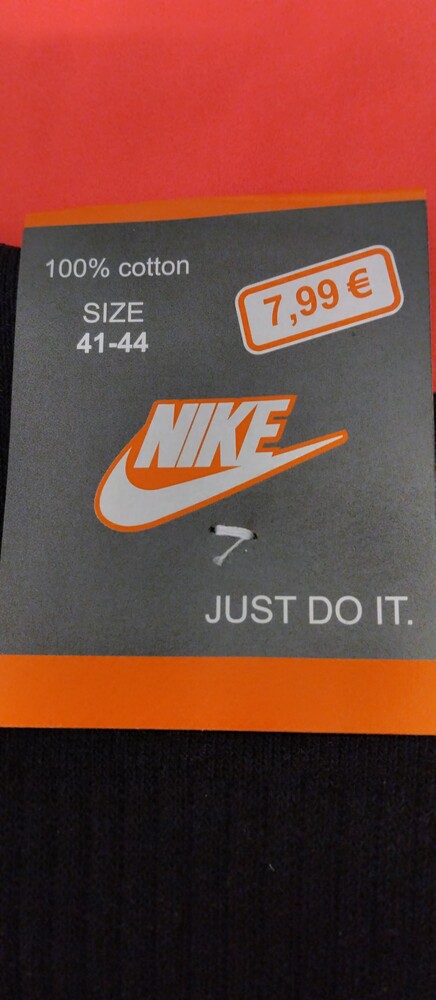 100% cotton
SIZE
41-44
7,99 €
NIKE
JUST DO IT.